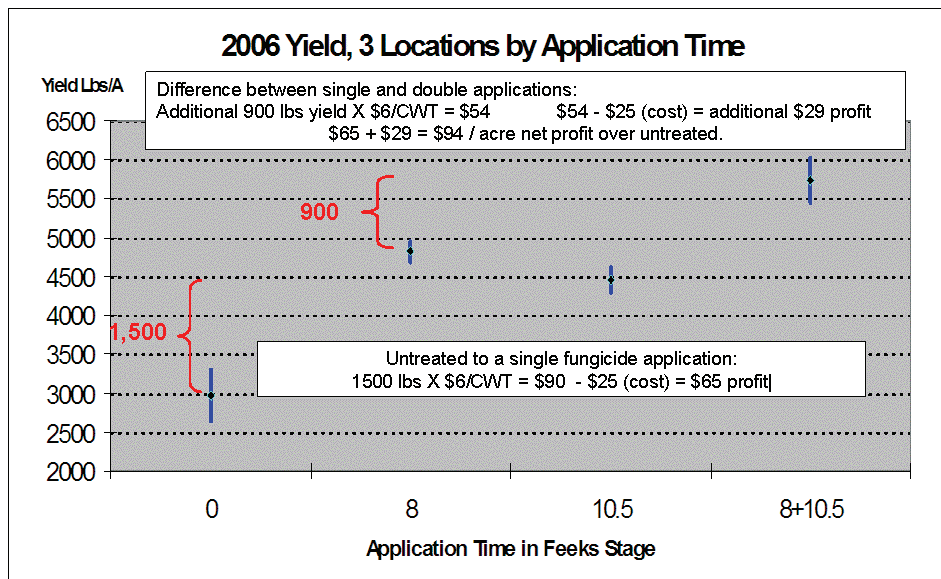 2006 Yield, 3 Locations by Application Time
Yield Lbs/A
Difference between single and double applications:
Additional 900 lbs yield X $6/CWT = $54 $54 - $25 (cost) = additional $29 profit
$65 + $29 = $94 / acre net profit over untreated.
6500
6000
5500
900
5000
4500
4000
1,500
3500
Untreated to a single fungicide application:
1500 lbs X $6/CWT = $90 - $25 (cost) = $65 profit
3000
2500
2000
0 8 10.5 8+10.5
Application Time in Feeks Stage